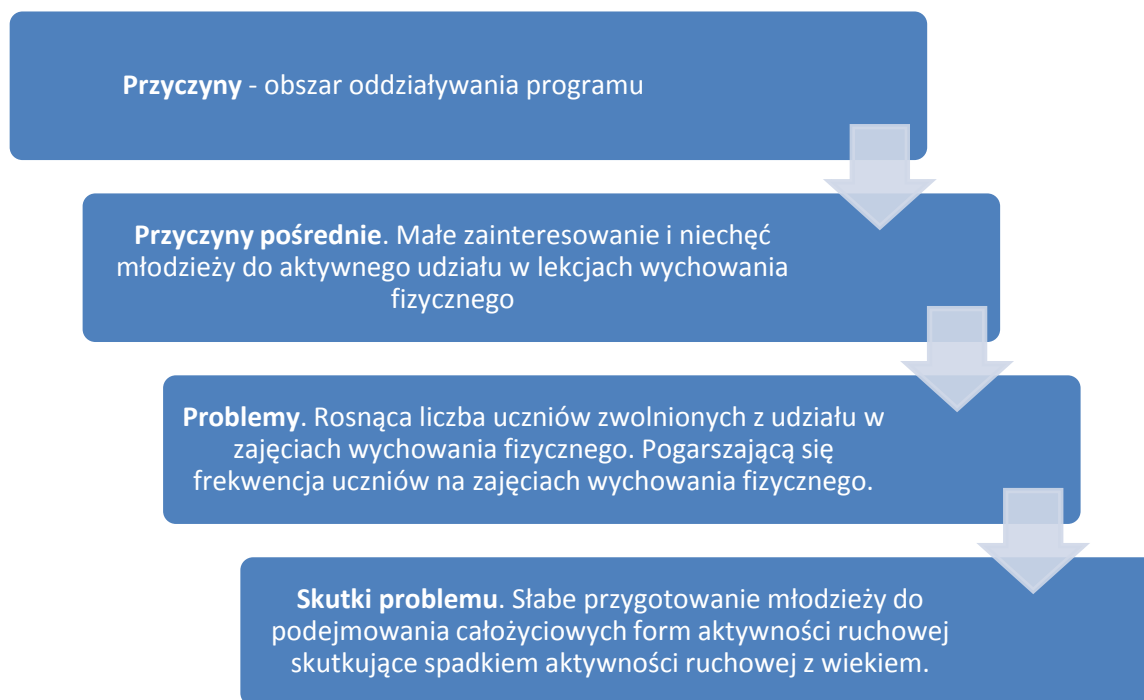 Przyczyny - obszar oddziaływania programu
Przyczyny pośrednie. Małe zainteresowanie i niechęć
młodzieży do aktywnego udziału w lekcjach wychowania
fizycznego
Problemy. Rosnąca liczba uczniów zwolnionych z udziału w
zajęciach wychowania fizycznego. Pogarszającą się
frekwencja uczniów na zajęciach wychowania fizycznego.
Skutki problemu. Słabe przygotowanie młodzieży do
podejmowania całożyciowych form aktywności ruchowej
skutkujące spadkiem aktywności ruchowej z wiekiem.